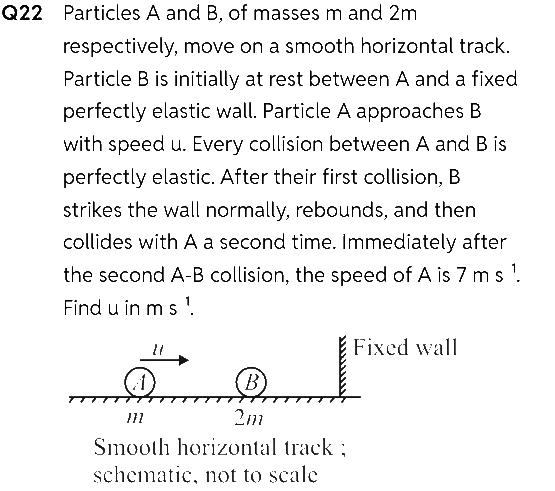 Q22 Particles A and B, of masses m and 2m
respectively, move on a smooth horizontal track.
Particle B is initially at rest between A and a fixed
perfectly elastic wall. Particle A approaches B
with speed u. Every collision between A and B is
perfectly elastic. After their first collision, B
strikes the wall normally, rebounds, and then
collides with A a second time. Immediately after
the second A-B collision, the speed of A is 7 m s ¹.
Find u in m s ¹.
u
Fixed wall
A B
m 2m
Smooth horizontal track ;
schematic, not to scale